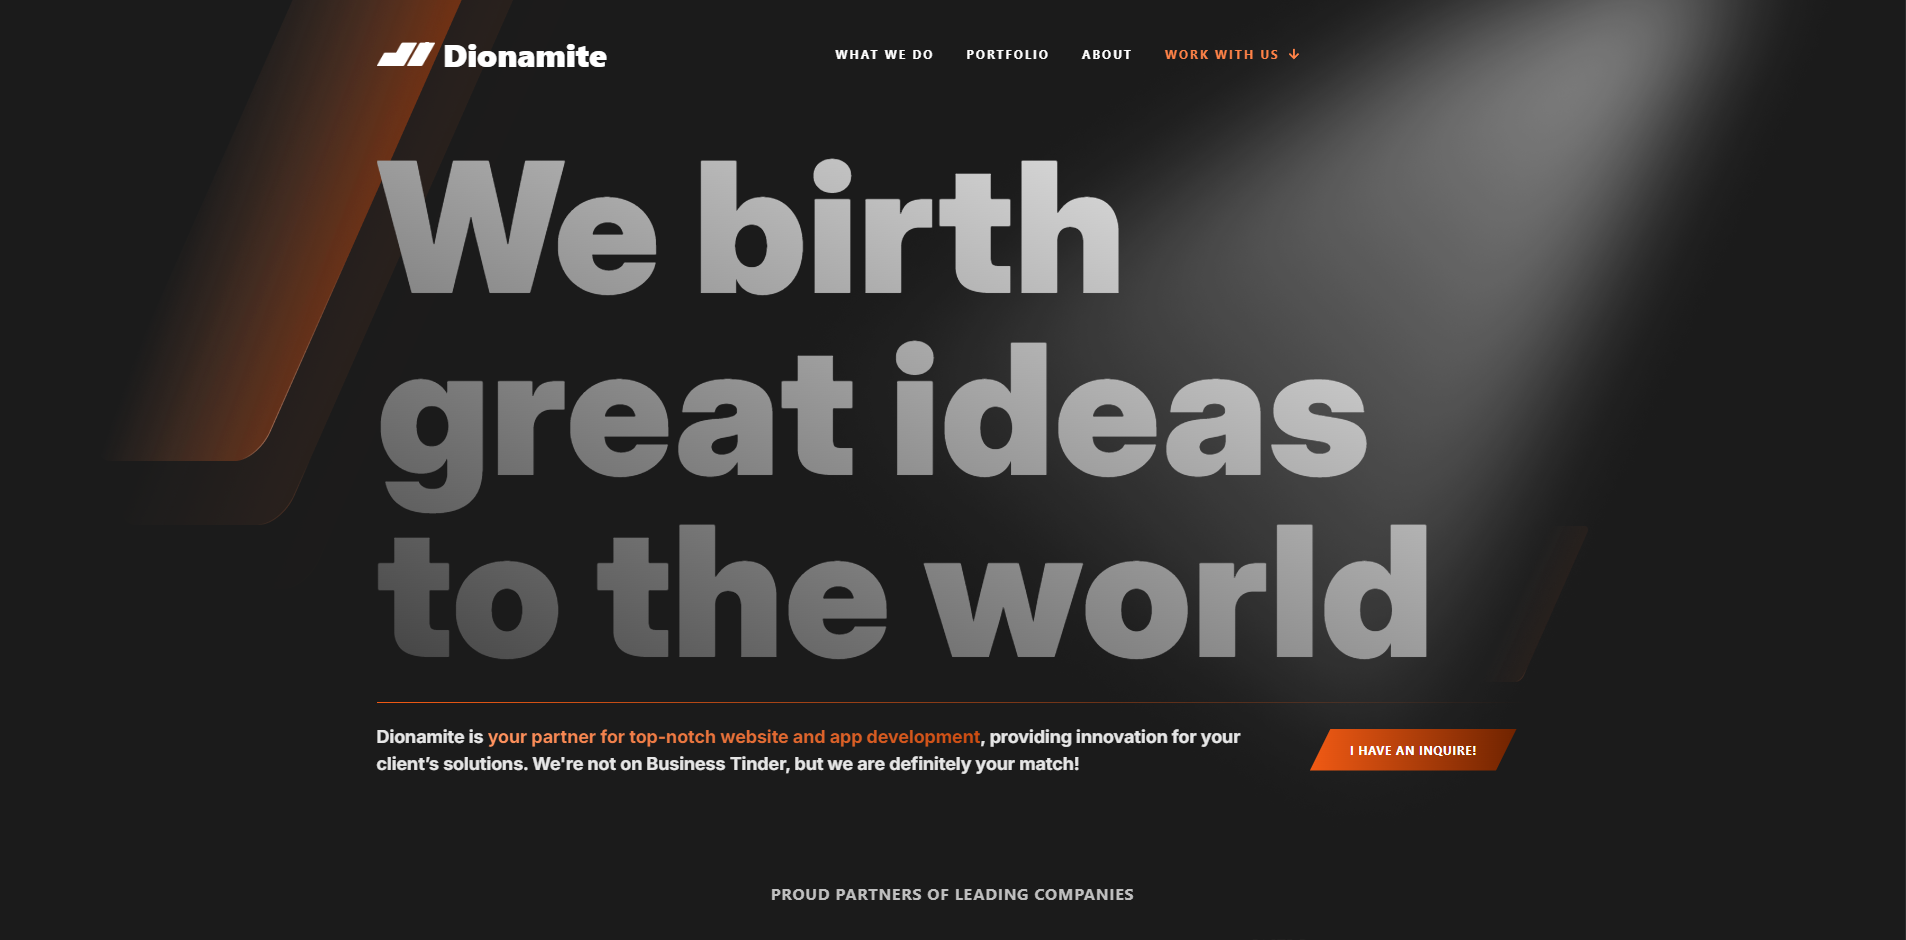 Dionamite
WHAT WE DO
PORTFOLIO
ABOUT
WORK WITH US
We birth
great ideas
to the world
Dionamite is your partner for top-notch website and app development, providing innovation for your
client’s solutions. We're not on Business Tinder, but we are definitely your match!
I HAVE AN INQUIRE!
PROUD PARTNERS OF LEADING COMPANIES